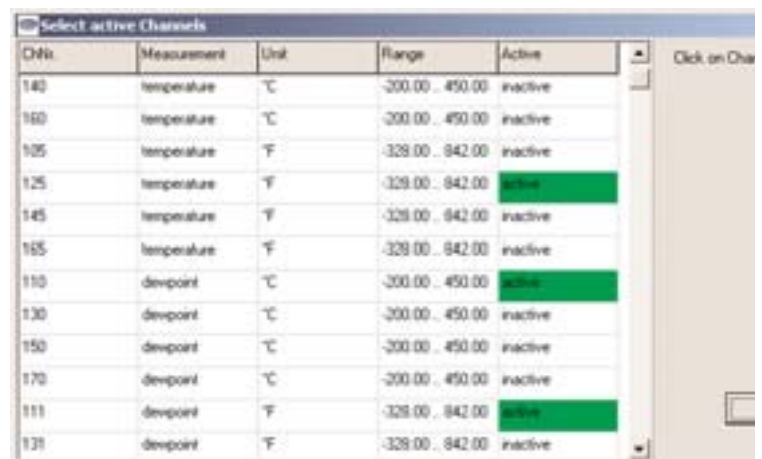 Select active Channels
ChNr. Measurement Unit Range Active
Click on Chan
140 temperature °C -200.00 .. 450.00 inactive
160 temperature °C -200.00 .. 450.00 inactive
105 temperature °F -328.00 .. 842.00 inactive
125 temperature °F -328.00 .. 842.00 active
145 temperature °F -328.00 .. 842.00 inactive
165 temperature °F -328.00 .. 842.00 inactive
110 dewpoint °C -200.00 .. 450.00 active
130 dewpoint °C -200.00 .. 450.00 inactive
150 dewpoint °C -200.00 .. 450.00 inactive
170 dewpoint °C -200.00 .. 450.00 inactive
111 dewpoint °F -328.00 .. 842.00 active
131 dewpoint °F -328.00 .. 842.00 inactive